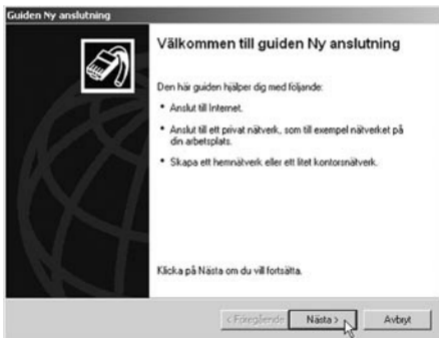 Guiden Ny anslutning
Välkommen till guiden Ny anslutning
Den här guiden hjälper dig med följande:
• Anslut till Internet.
• Anslut till ett privat nätverk, som till exempel nätverket på
din arbetsplats.
• Skapa ett hemnätverk eller ett litet kontorsnätverk.
Klicka på Nästa om du vill fortsätta.
< Föregående Nästa > Avbryt